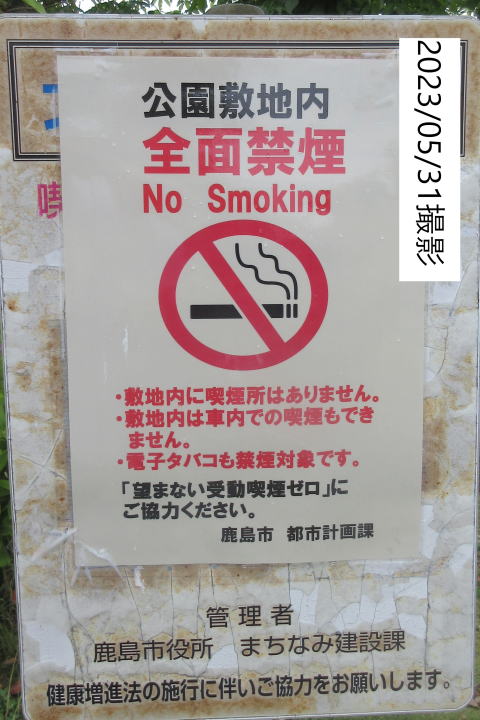 公園敷地内
全面禁煙
No Smoking
・敷地内に喫煙所はありません。
・敷地内は車内での喫煙もでき
ません。
・電子タバコも禁煙対象です。
「望まない受動喫煙ゼロ」に
ご協力ください。
鹿島市 都市計画課
喫
管理者
鹿島市役所 まちなみ建設課
健康増進法の施行に伴いご協力をお願いします。
2023/05/31撮影